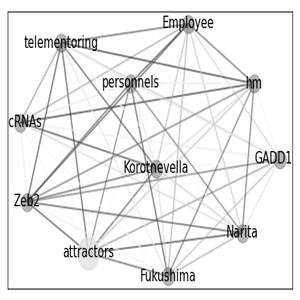 Employee
telementoring
personnels
hm
cRNAs
Korotnevella
GADD1
Zeb2
Narita
attractors
Fukushima